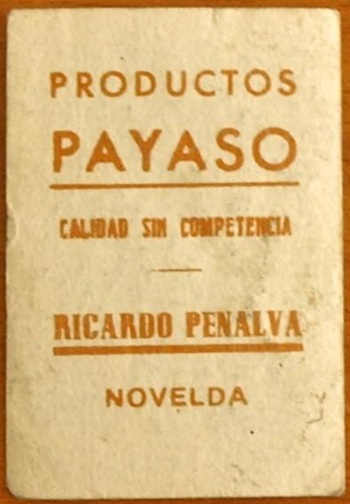 PRODUCTOS
PAYASO
CALIDAD SIN COMPETENCIA
RICARDO PENALVA
NOVELDA